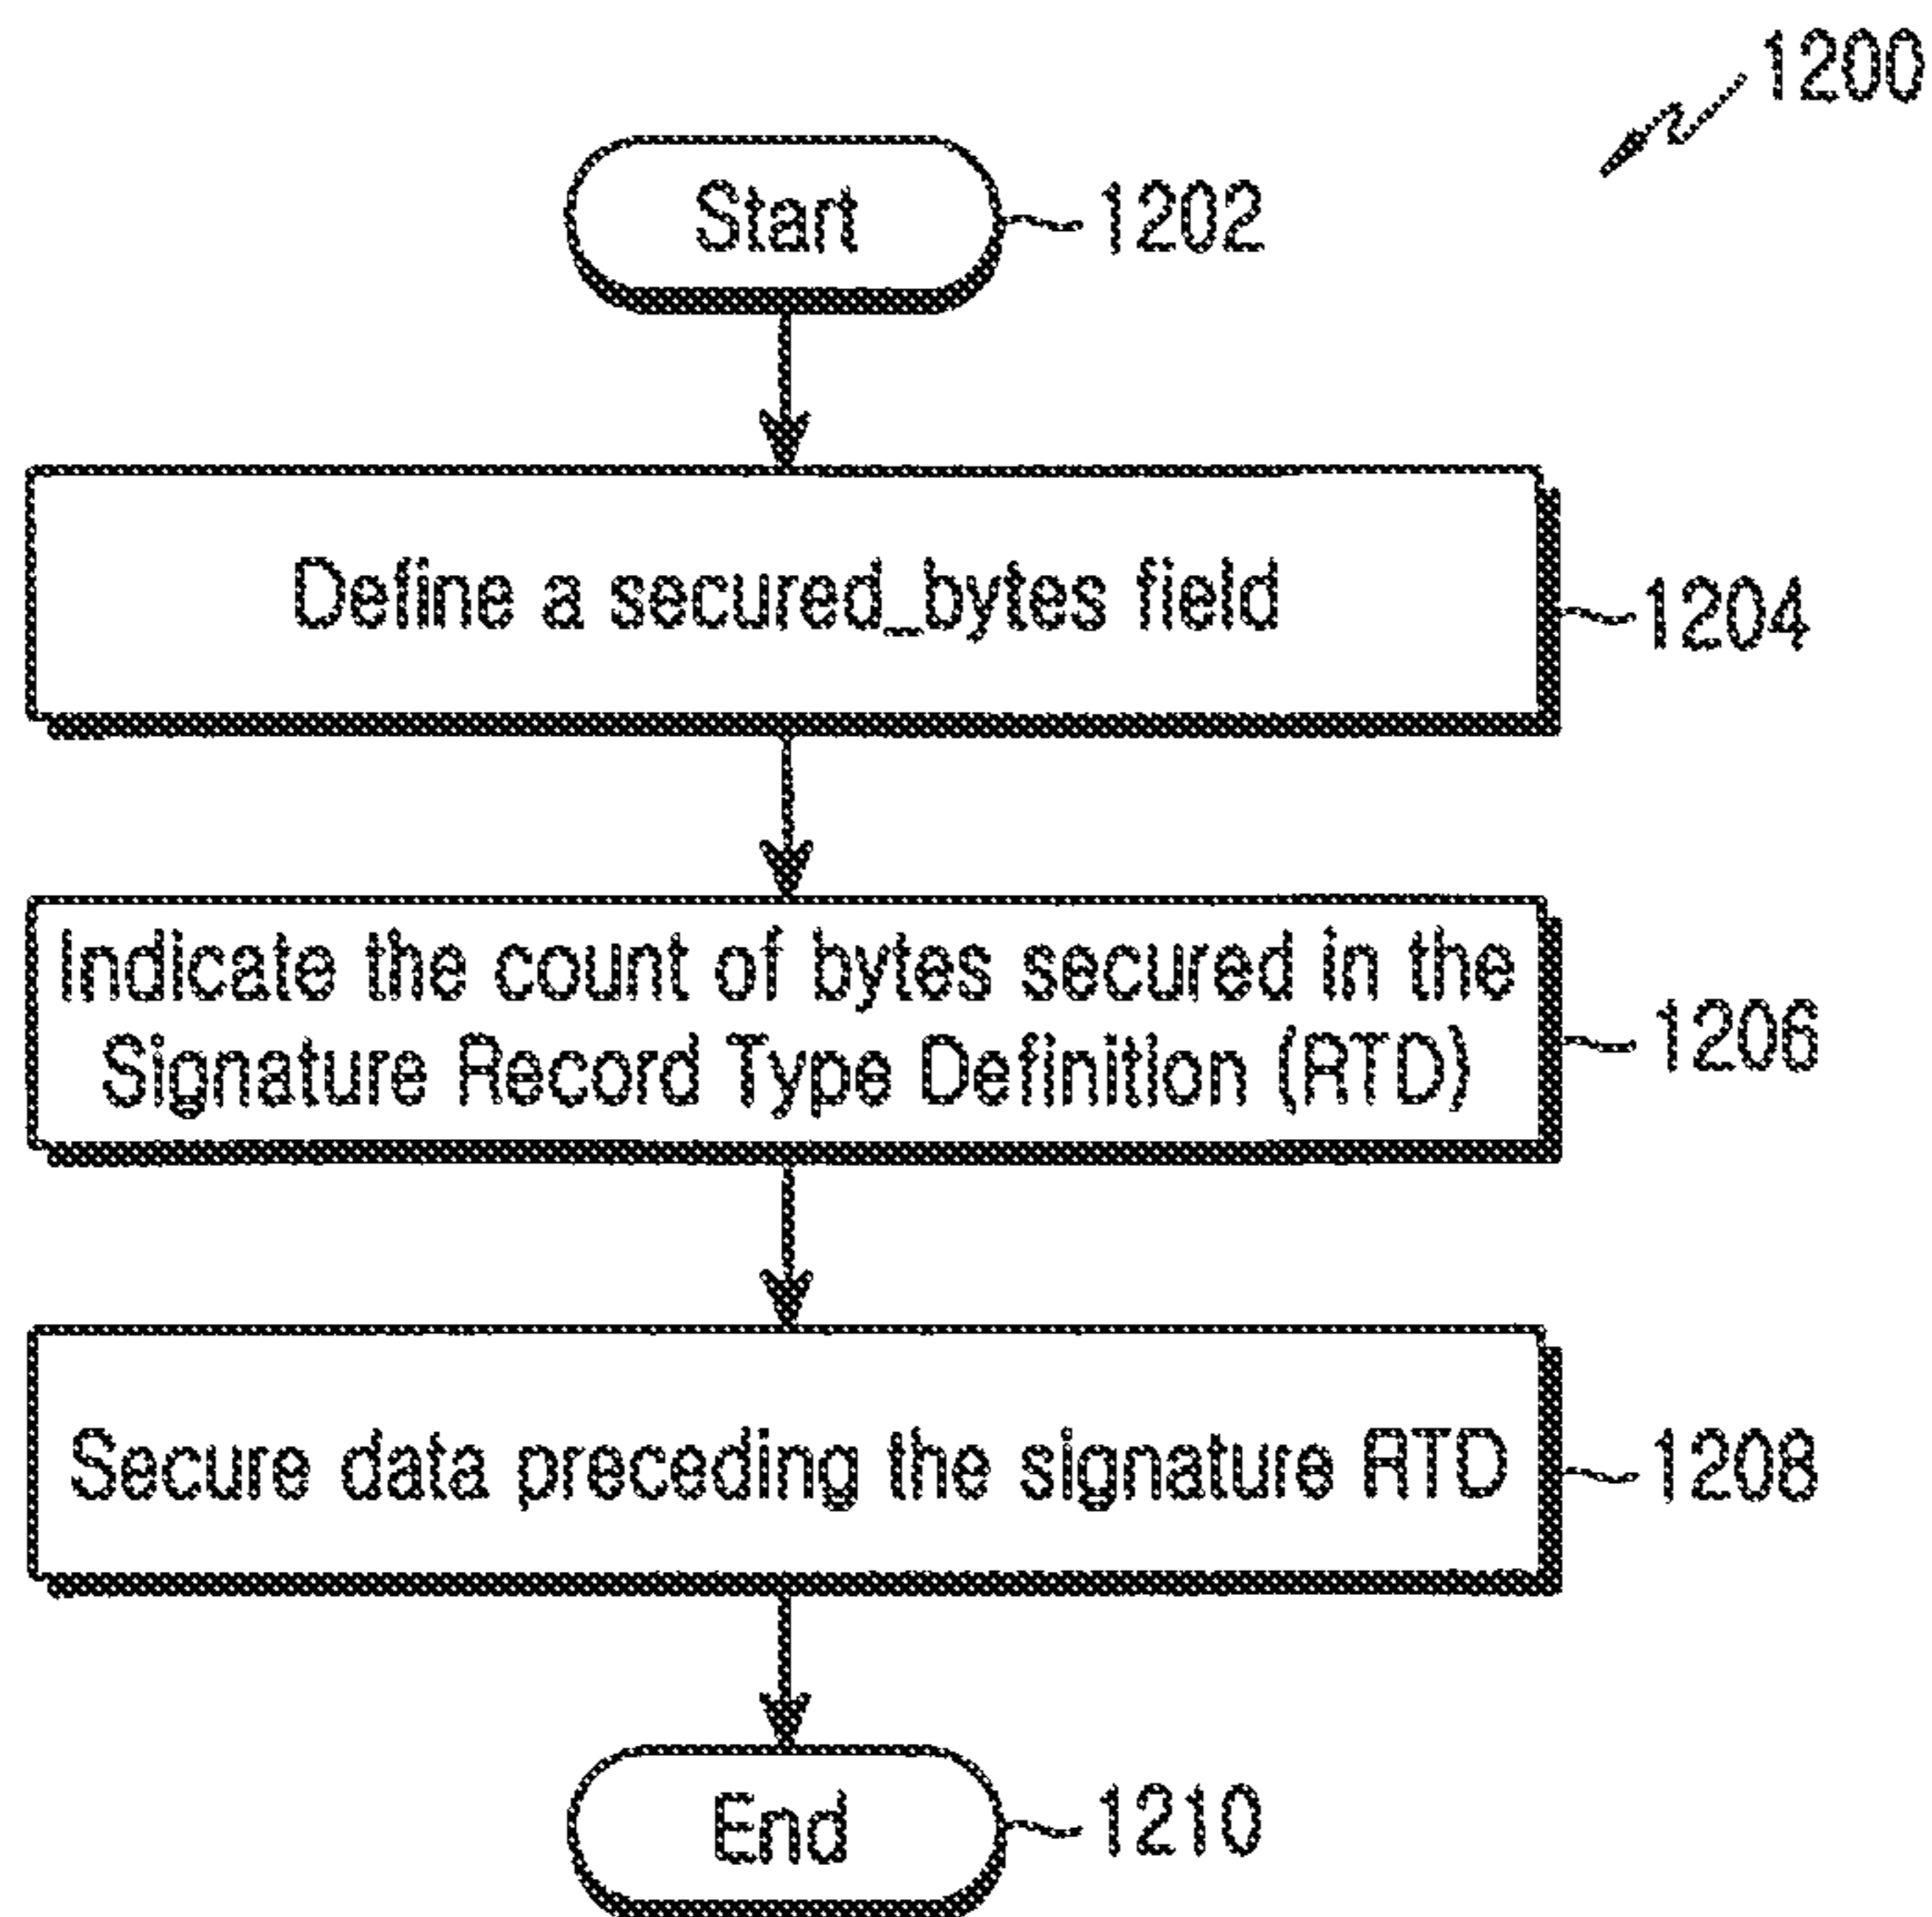 1200
Start
1202
Define a secured_bytes field
1204
Indicate the count of bytes secured in the
Signature Record Type Definition (RTD)
1206
Secure data preceding the signature RTD
1208
End
1210